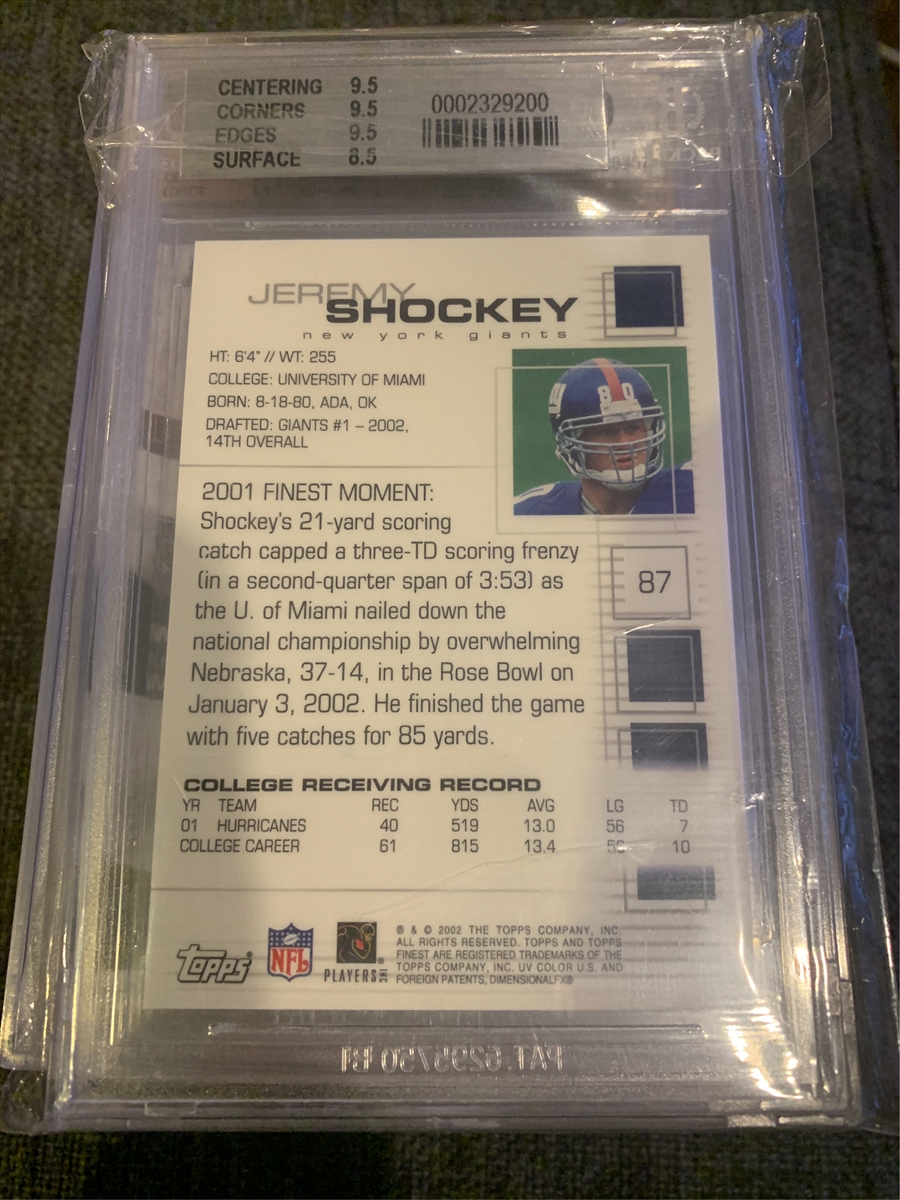 CENTERING 9.5
CORNERS 9.5
EDGES 9.5
SURFACE 8.5
0002329200
JEREMY
SHOCKEY
new york giants
HT: 6'4" // WT: 255
COLLEGE: UNIVERSITY OF MIAMI
BORN: 8-18-80, ADA, OK
DRAFTED: GIANTS #1 – 2002,
14TH OVERALL
80
2001 FINEST MOMENT:
Shockey's 21-yard scoring
catch capped a three-TD scoring frenzy
(in a second-quarter span of 3:53) as
the U. of Miami nailed down the
national championship by overwhelming
Nebraska, 37-14, in the Rose Bowl on
January 3, 2002. He finished the game
with five catches for 85 yards.
87
COLLEGE RECEIVING RECORD
YR TEAM REC YDS AVG LG TD
01 HURRICANES 40 519 13.0 56 7
COLLEGE CAREER 61 815 13.4 56 10
topps
NFL
PLAYERS INC
® & © 2002 THE TOPPS COMPANY, INC.
ALL RIGHTS RESERVED. TOPPS AND TOPPS
FINEST ARE REGISTERED TRADEMARKS OF THE
TOPPS COMPANY, INC. UV COLOR U.S. AND
FOREIGN PATENTS, DIMENSIONALFX®
PAT. 6295750 B1